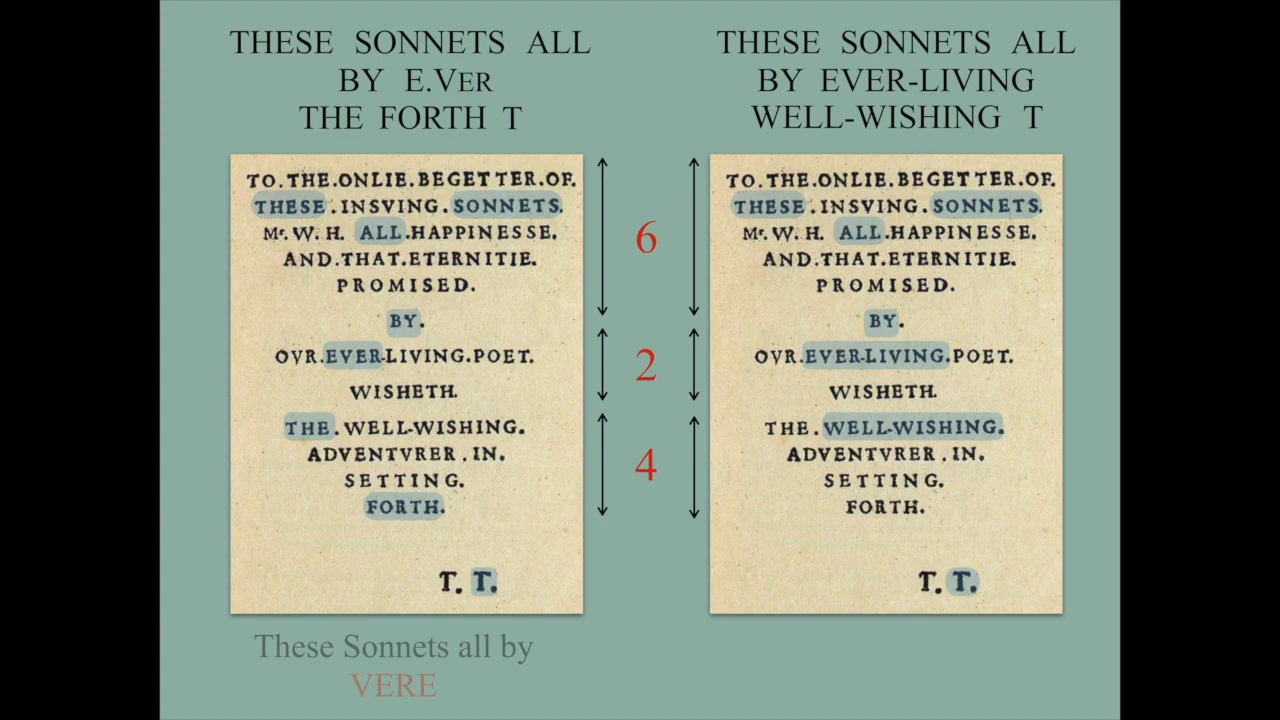 THESE SONNETS ALL
BY E.VER
THE FORTH T
TO.THE.ONLIE.BEGETTER.OF.
THESE.INSVING.SONNETS.
Mr.W.H. ALL.HAPPINESSE.
AND.THAT.ETERNITIE.
PROMISED.
BY.
OVR.EVER-LIVING.POET.
WISHETH.
THE.WELL-WISHING.
ADVENTVRER.IN.
SETTING.
FORTH.
T. T.
These Sonnets all by
VERE
6
2
4
THESE SONNETS ALL
BY EVER-LIVING
WELL-WISHING T
TO.THE.ONLIE.BEGETTER.OF.
THESE.INSVING.SONNETS.
Mr.W.H. ALL.HAPPINESSE.
AND.THAT.ETERNITIE.
PROMISED.
BY.
OVR.EVER-LIVING.POET.
WISHETH.
THE.WELL-WISHING.
ADVENTVRER.IN.
SETTING.
FORTH.
T. T.